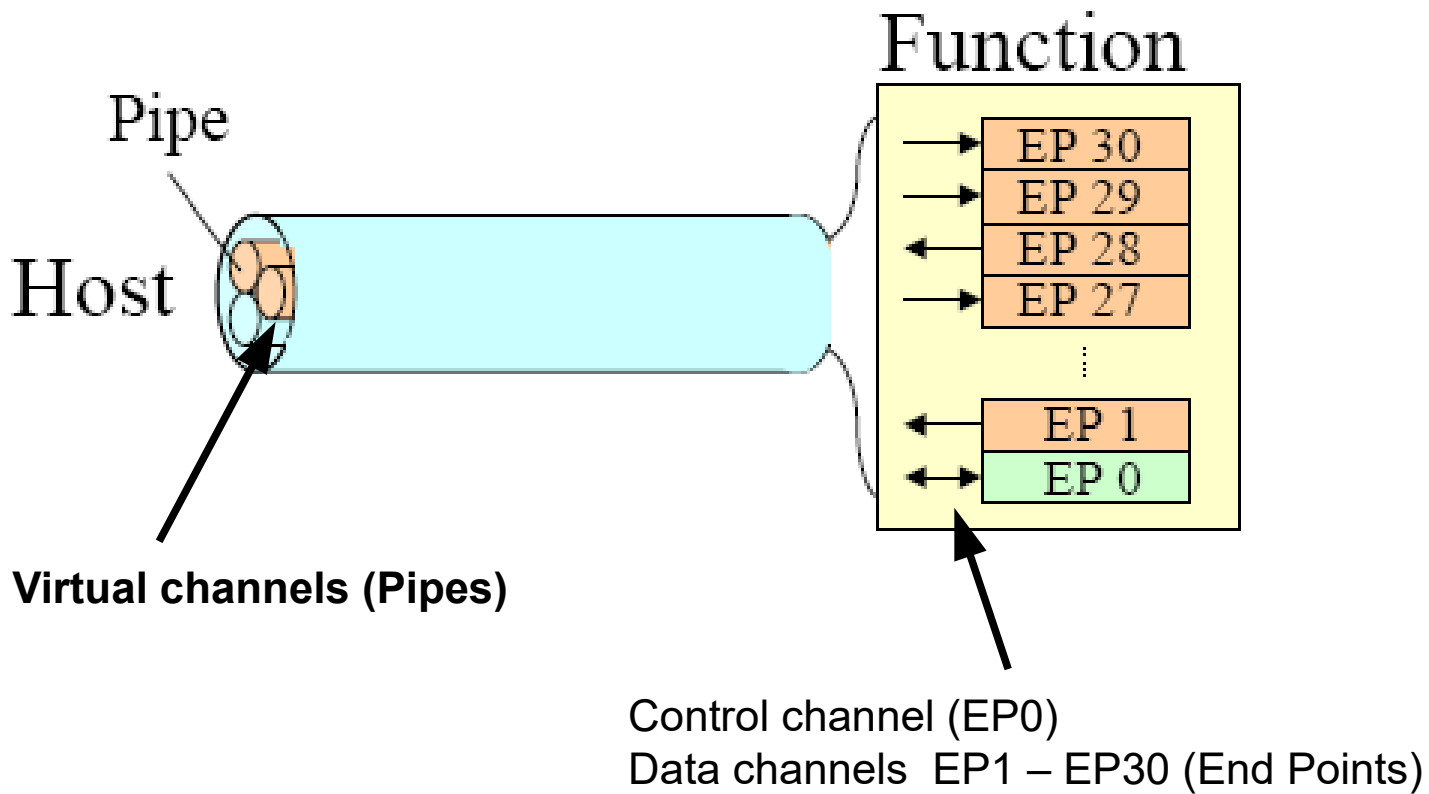 Function
Pipe
Host
EP 30
EP 29
EP 28
EP 27
EP 1
EP 0
Virtual channels (Pipes)
Control channel (EP0)
Data channels EP1 – EP30 (End Points)